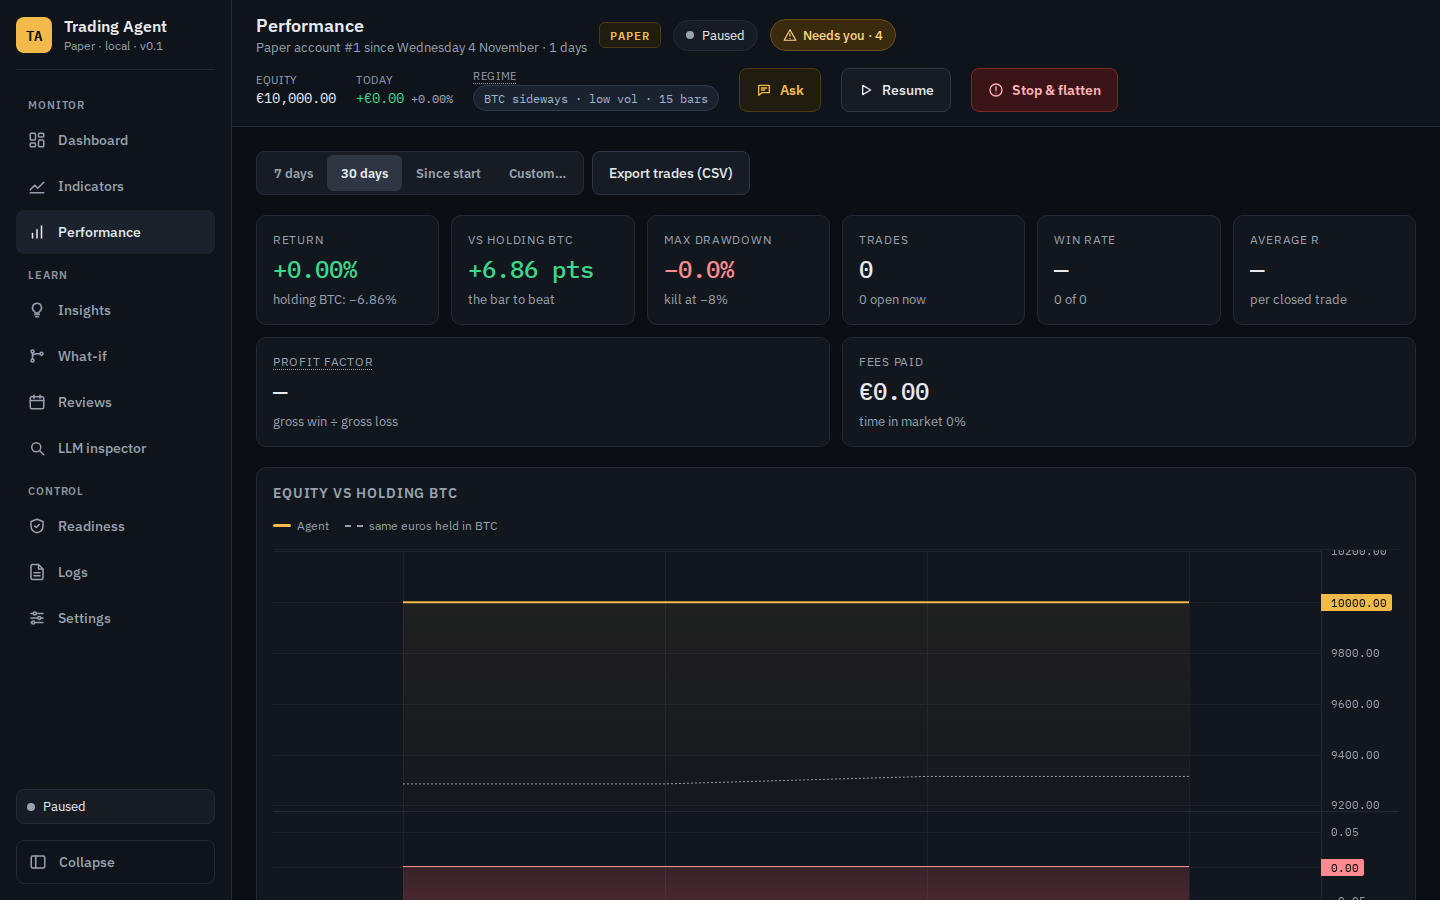 TA
Trading Agent
Paper · local · v0.1
MONITOR
Dashboard
Indicators
Performance
LEARN
Insights
What-if
Reviews
LLM inspector
CONTROL
Readiness
Logs
Settings
Paused
Collapse
Performance
Paper account #1 since Wednesday 4 November · 1 days
PAPER
Paused
Needs you · 4
EQUITY
€10,000.00
TODAY
+€0.00 +0.00%
REGIME
BTC sideways · low vol · 15 bars
Ask
Resume
Stop & flatten
7 days
30 days
Since start
Custom...
Export trades (CSV)
RETURN
+0.00%
holding BTC: −6.86%
VS HOLDING BTC
+6.86 pts
the bar to beat
MAX DRAWDOWN
−0.0%
kill at −8%
TRADES
0
0 open now
WIN RATE
—
0 of 0
AVERAGE R
—
per closed trade
PROFIT FACTOR
—
gross win ÷ gross loss
FEES PAID
€0.00
time in market 0%
EQUITY VS HOLDING BTC
Agent
same euros held in BTC
10200.00
10000.00
9800.00
9600.00
9400.00
9200.00
0.05
0.00